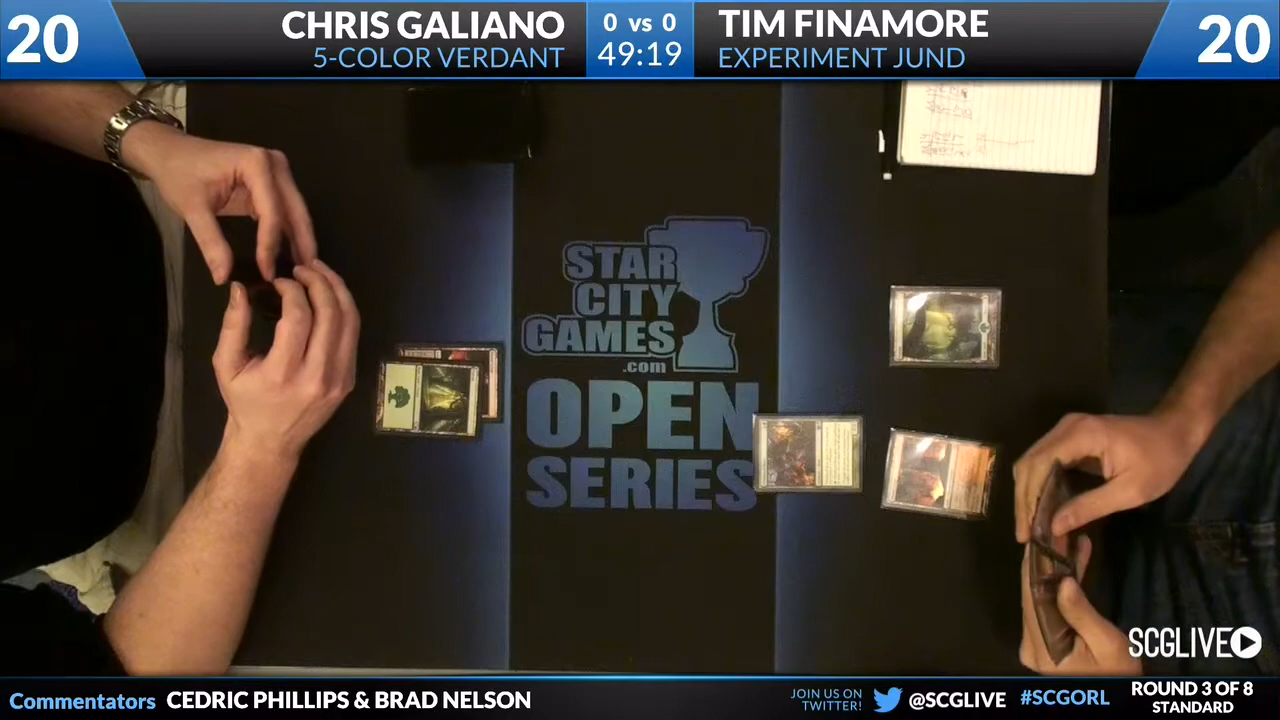 20
CHRIS GALIANO
5-COLOR VERDANT
0 vs 0
49:19
TIM FINAMORE
EXPERIMENT JUND
20
STAR
CITY
GAMES
.com
OPEN
SERIES
SCGLIVE
Commentators CEDRIC PHILLIPS & BRAD NELSON
JOIN US ON
TWITTER!
@SCGLIVE
#SCGORL
ROUND 3 OF 8
STANDARD